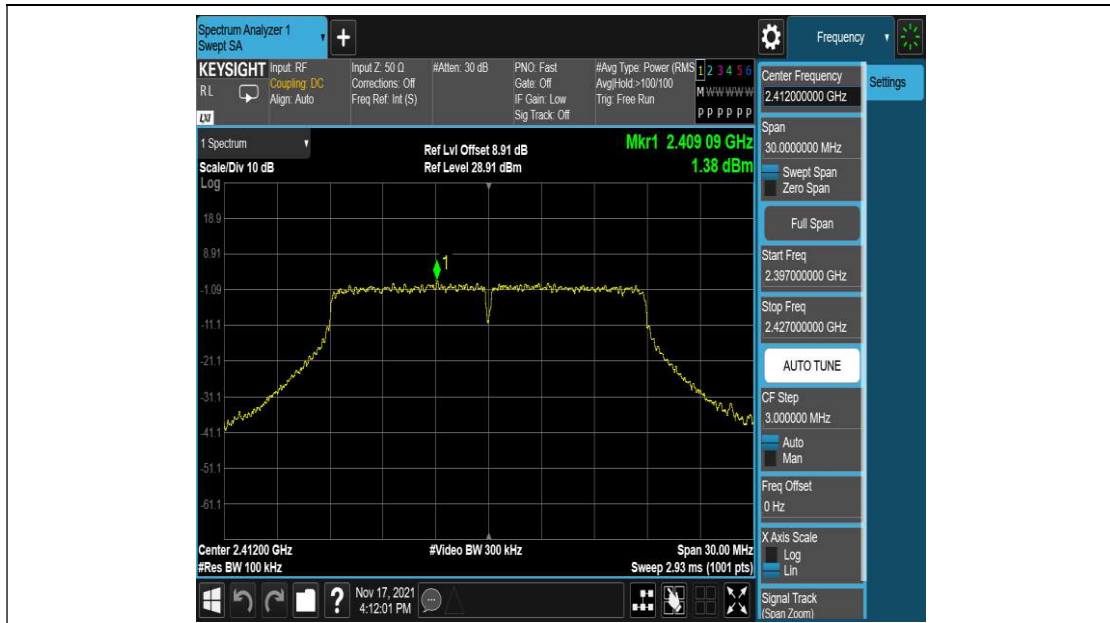 Spectrum Analyzer 1
Swept SA
+
Frequency
KEYSIGHT
RL
LXI
Input: RF
Coupling: DC
Align: Auto
Input Z: 50 Ω
Corrections: Off
Freq Ref: Int (S)
#Atten: 30 dB
PNO: Fast
Gate: Off
IF Gain: Low
Sig Track: Off
#Avg Type: Power (RMS
Avg|Hold:>100/100
Trig: Free Run
1 2 3 4 5 6
M W W W W W
P P P P P P
1 Spectrum
Scale/Div 10 dB
Log
Ref Lvl Offset 8.91 dB
Ref Level 28.91 dBm
Mkr1 2.409 09 GHz
1.38 dBm
18.9
8.91
-1.09
-11.1
-21.1
-31.1
-41.1
-51.1
-61.1
1
Center 2.41200 GHz
#Video BW 300 kHz
Span 30.00 MHz
#Res BW 100 kHz
Sweep 2.93 ms (1001 pts)
?
Nov 17, 2021
4:12:01 PM
Center Frequency
2.412000000 GHz
Settings
Span
30.0000000 MHz
Swept Span
Zero Span
Full Span
Start Freq
2.397000000 GHz
Stop Freq
2.427000000 GHz
AUTO TUNE
CF Step
3.000000 MHz
Auto
Man
Freq Offset
0 Hz
X Axis Scale
Log
Lin
Signal Track
(Span Zoom)